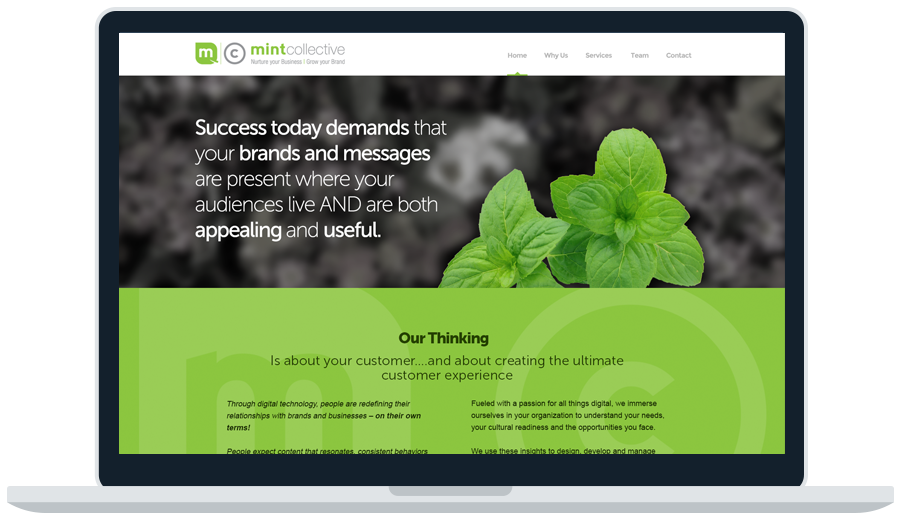 m c mintcollective
Nurture your Business | Grow your Brand
Home Why Us Services Team Contact
Success today demands that
your brands and messages
are present where your
audiences live AND are both
appealing and useful.
m c
Our Thinking
Is about your customer....and about creating the ultimate
customer experience
Through digital technology, people are redefining their
relationships with brands and businesses – on their own
terms!
People expect content that resonates, consistent behaviors
Fueled with a passion for all things digital, we immerse
ourselves in your organization to understand your needs,
your cultural readiness and the opportunities you face.
We use these insights to design, develop and manage